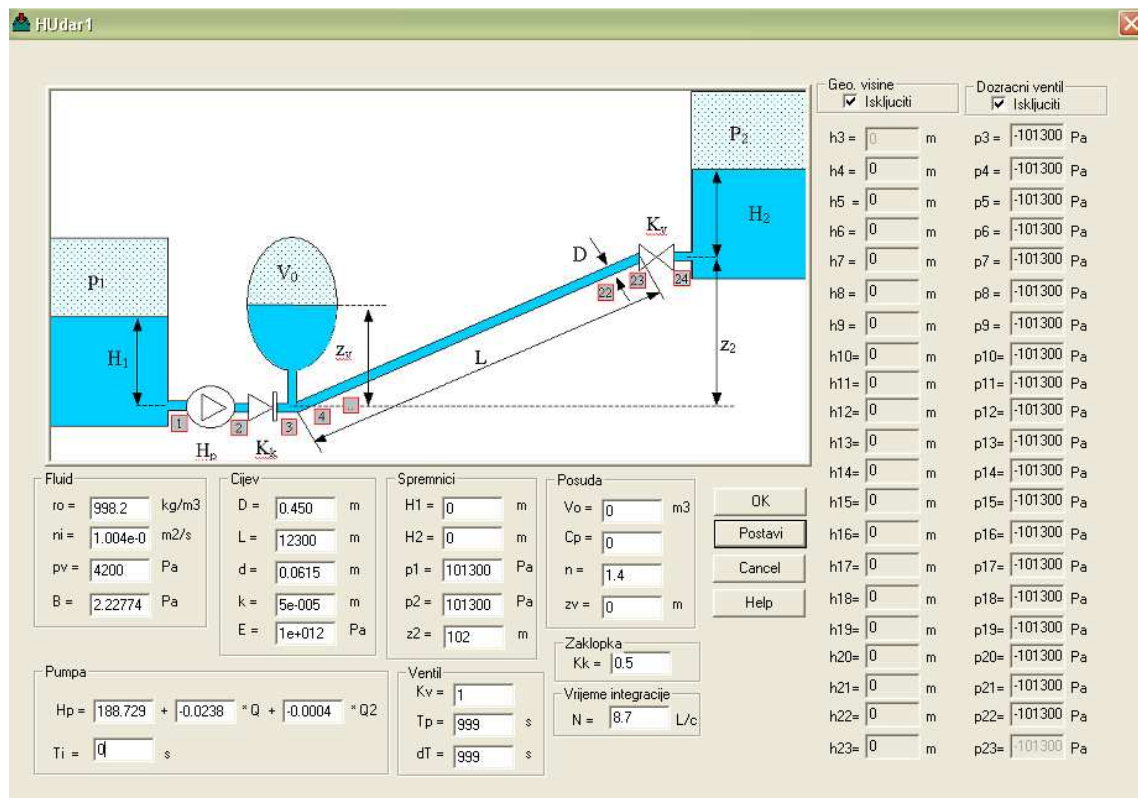 HUdar1
P1
H1
Hp
Kk
V0
zv
L
D
Kv
P2
H2
z2
1
2
3
4
..
22
23
24
Fluid
ro = 998.2 kg/m3
ni = 1.004e-0 m2/s
pv = 4200 Pa
B = 2.22774 Pa
Cijev
D = 0.450 m
L = 12300 m
d = 0.0615 m
k = 5e-005 m
E = 1e+012 Pa
Spremnici
H1 = 0 m
H2 = 0 m
p1 = 101300 Pa
p2 = 101300 Pa
z2 = 102 m
Posuda
Vo = 0 m3
Cp = 0
n = 1.4
zv = 0 m
OK
Postavi
Cancel
Help
Pumpa
Hp = 188.729 + -0.0238 * Q + -0.0004 * Q2
Ti = 0 s
Ventil
Kv = 1
Tp = 999 s
dT = 999 s
Zaklopka
Kk = 0.5
Vrijeme integracije
N = 8.7 L/c
Geo. visine
Iskljuciti
h3 = 0 m
h4 = 0 m
h5 = 0 m
h6 = 0 m
h7 = 0 m
h8 = 0 m
h9 = 0 m
h10= 0 m
h11= 0 m
h12= 0 m
h13= 0 m
h14= 0 m
h15= 0 m
h16= 0 m
h17= 0 m
h18= 0 m
h19= 0 m
h20= 0 m
h21= 0 m
h22= 0 m
h23= 0 m
Dozracni ventil
Iskljuciti
p3= -101300 Pa
p4 = -101300 Pa
p5= -101300 Pa
p6= -101300 Pa
p7= -101300 Pa
p8 = -101300 Pa
p9= -101300 Pa
p10= -101300 Pa
p11= -101300 Pa
p12= -101300 Pa
p13= -101300 Pa
p14= -101300 Pa
p15= -101300 Pa
p16= -101300 Pa
p17= -101300 Pa
p18= -101300 Pa
p19= -101300 Pa
p20= -101300 Pa
p21= -101300 Pa
p22= -101300 Pa
p23= -101300 Pa